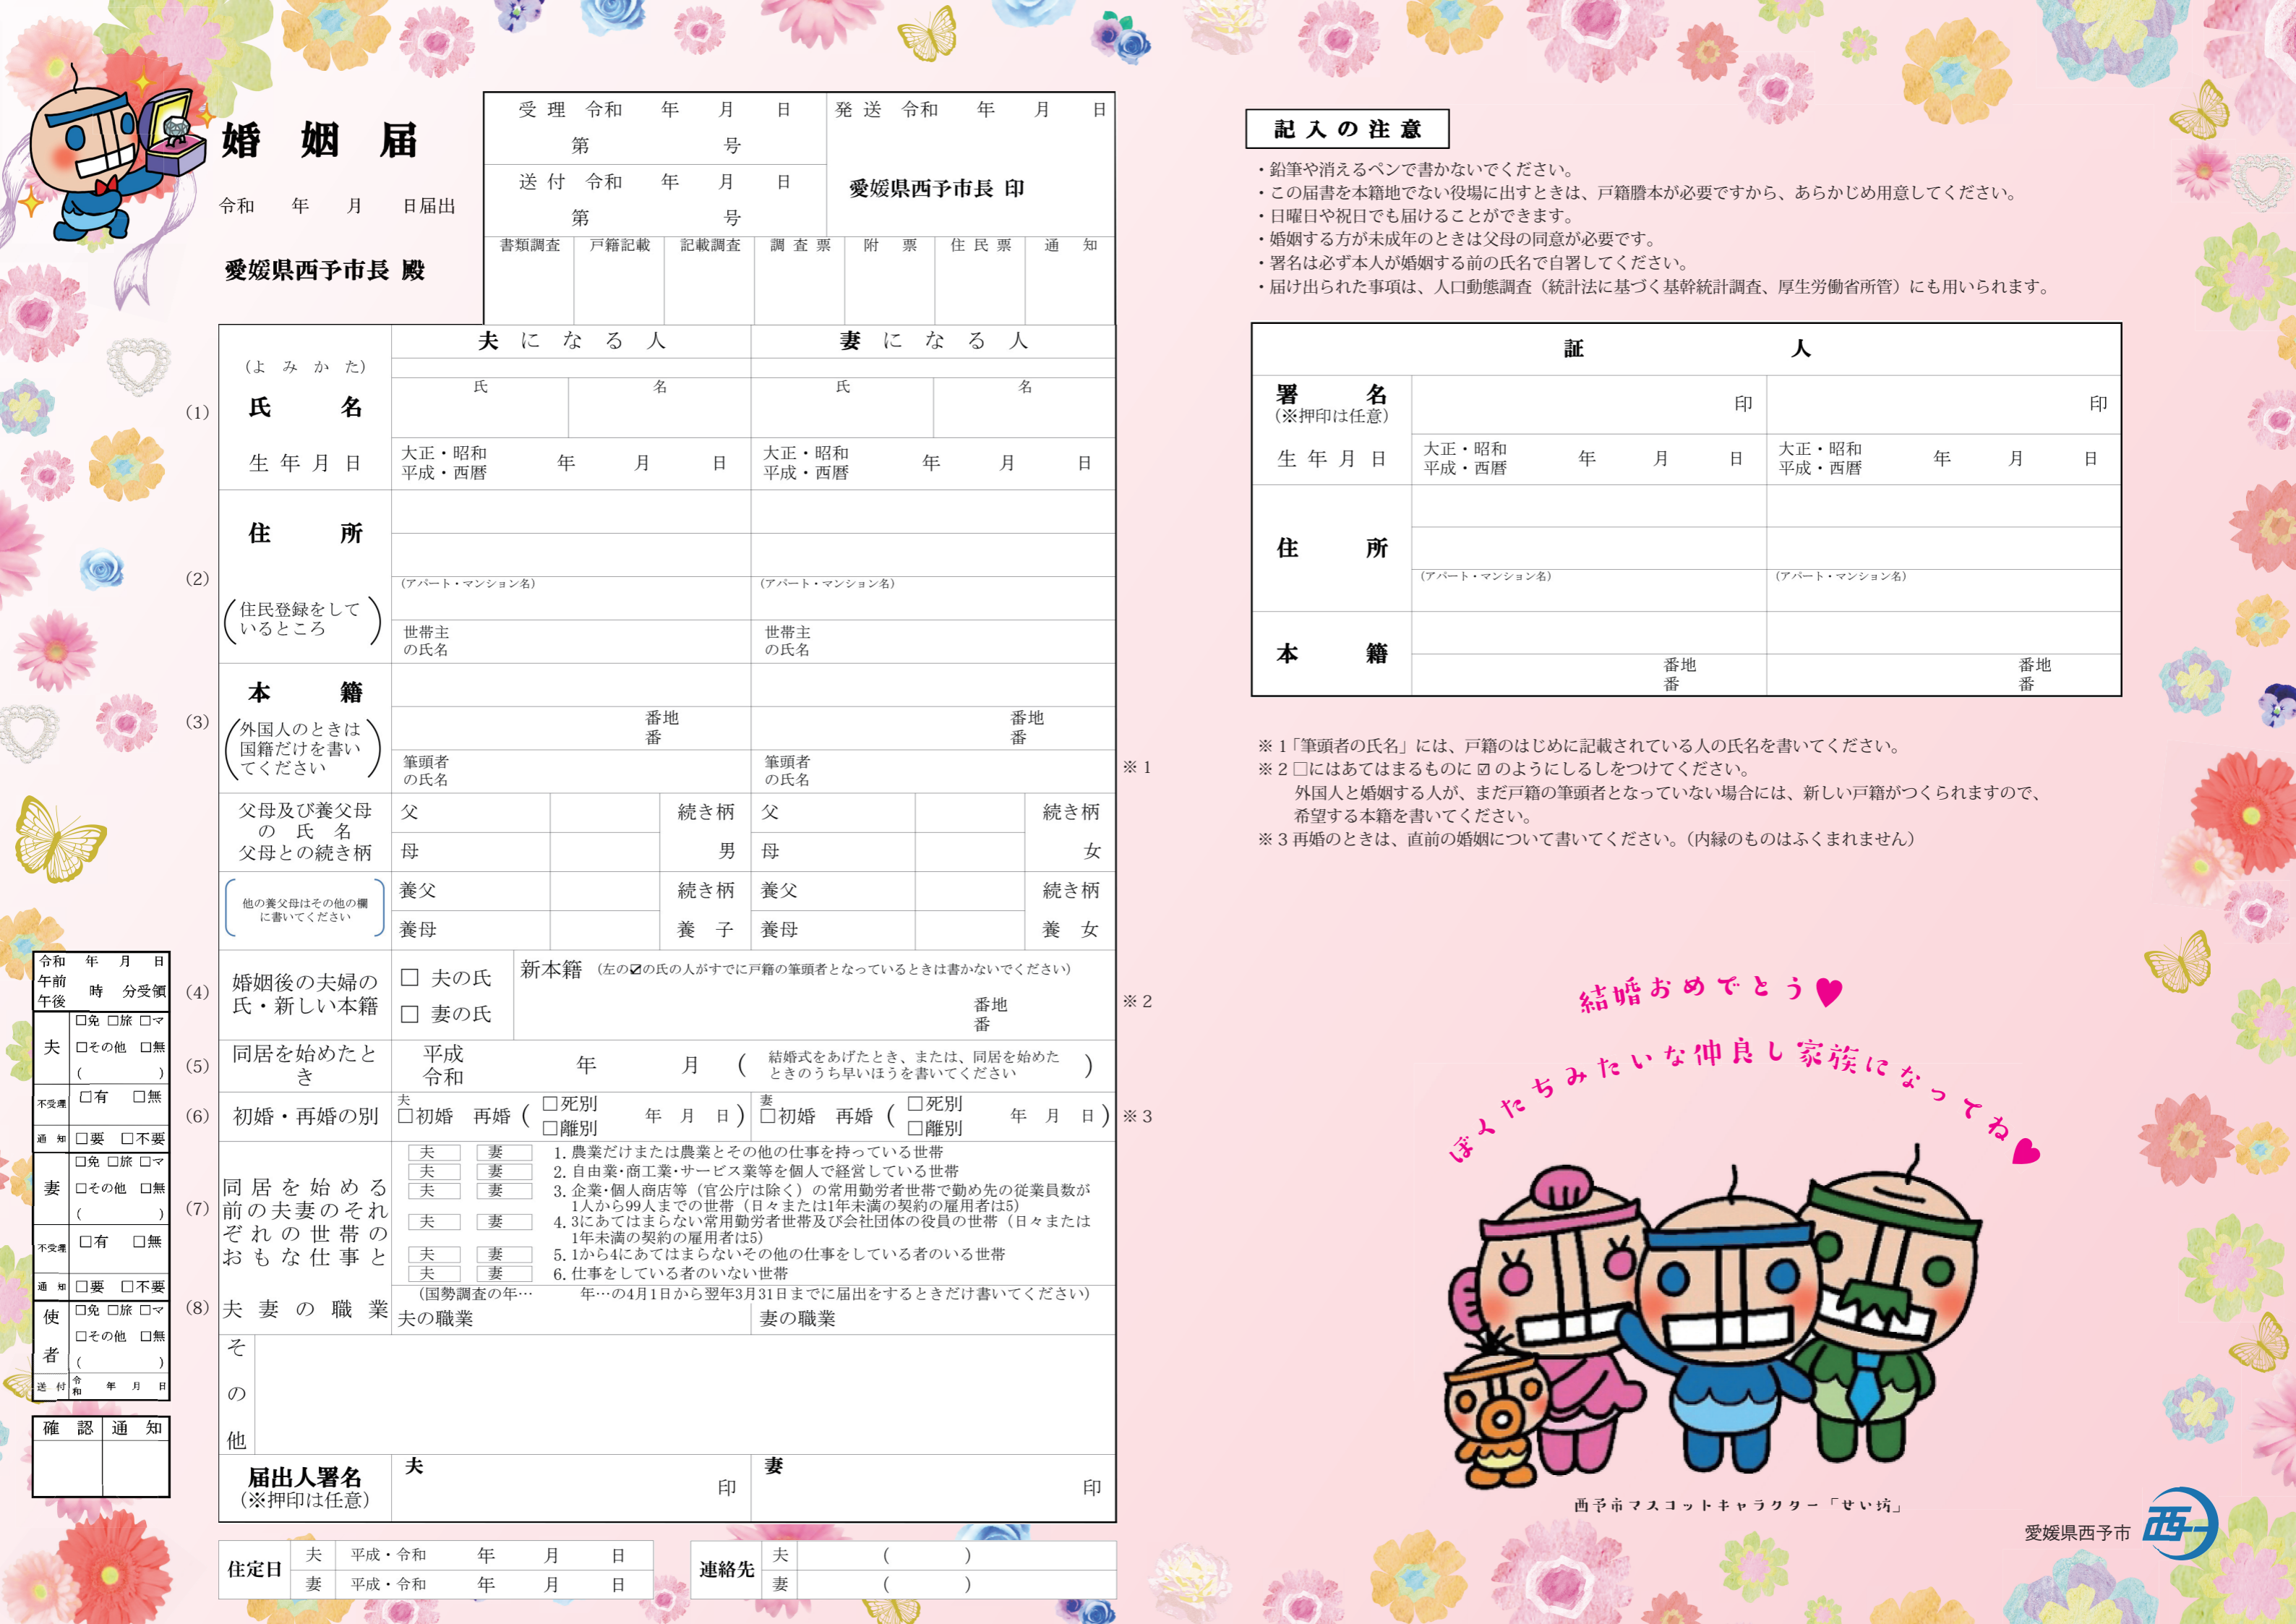 婚姻届
令和 年 月 日届出
愛媛県西予市長 殿
受理 令和 年 月 日
第 号
発送 令和 年 月 日
送付 令和 年 月 日
第 号
愛媛県西予市長 印
書類調査 戸籍記載 記載調査 調査票 附票 住民票 通知
夫になる人 妻になる人
(1)
(よみかた)
氏名
氏 名 氏 名
生年月日
大正・昭和
平成・西暦
年 月 日
大正・昭和
平成・西暦
年 月 日
(2)
住所
(住民登録をして
いるところ)
(アパート・マンション名) (アパート・マンション名)
世帯主
の氏名
世帯主
の氏名
(3)
本籍
(外国人のときは
国籍だけを書い
てください)
番地
番
番地
番
筆頭者
の氏名
筆頭者
の氏名
※1
父母及び養父母
の氏名
父母との続き柄
父 続き柄 父 続き柄
母 男 母 女
他の養父母はその他の欄
に書いてください
養父 続き柄 養父 続き柄
養母 養子 養母 養女
(4)
婚姻後の夫婦の
氏・新しい本籍
□ 夫の氏
□ 妻の氏
新本籍 (左の☑の氏の人がすでに戸籍の筆頭者となっているときは書かないでください)
番地
番
※2
(5)
同居を始めたと
き
平成
令和
年 月
(結婚式をあげたとき、または、同居を始めた
ときのうち早いほうを書いてください)
(6)
初婚・再婚の別
夫
□初婚 再婚(□死別
□離別 年 月 日)
妻
□初婚 再婚(□死別
□離別 年 月 日)
※3
(7)
同居を始める
前の夫妻のそれ
ぞれの世帯の
おもな仕事と
夫 妻 1. 農業だけまたは農業とその他の仕事を持っている世帯
夫 妻 2. 自由業・商工業・サービス業等を個人で経営している世帯
夫 妻 3. 企業・個人商店等(官公庁は除く)の常用勤労者世帯で勤め先の従業員数が
1人から99人までの世帯(日々または1年未満の契約の雇用者は5)
夫 妻 4. 3にあてはまらない常用勤労者世帯及び会社団体の役員の世帯(日々または
1年未満の契約の雇用者は5)
夫 妻 5. 1から4にあてはまらないその他の仕事をしている者のいる世帯
夫 妻 6. 仕事をしている者のいない世帯
(8)
夫妻の職業
(国勢調査の年… 年…の4月1日から翌年3月31日までに届出をするときだけ書いてください)
夫の職業 妻の職業
その他
届出人署名
(※押印は任意)
夫 印 妻 印
住定日
夫 平成・令和 年 月 日
妻 平成・令和 年 月 日
連絡先
夫 ( )
妻 ( )
令和 年 月 日
午前
午後
時 分受領
夫
□免 □旅 □マ
□その他 □無
( )
不受理 □有 □無
通知 □要 □不要
妻
□免 □旅 □マ
□その他 □無
( )
不受理 □有 □無
通知 □要 □不要
使者
□免 □旅 □マ
□その他 □無
( )
送付 令和 年 月 日
確認 通知
記入の注意
・鉛筆や消えるペンで書かないでください。
・この届書を本籍地でない役場に出すときは、戸籍謄本が必要ですから、あらかじめ用意してください。
・日曜日や祝日でも届けることができます。
・婚姻する方が未成年のときは父母の同意が必要です。
・署名は必ず本人が婚姻する前の氏名で自署してください。
・届け出られた事項は、人口動態調査(統計法に基づく基幹統計調査、厚生労働省所管)にも用いられます。
証人
署名
(※押印は任意)
印 印
生年月日
大正・昭和
平成・西暦
年 月 日
大正・昭和
平成・西暦
年 月 日
住所
(アパート・マンション名) (アパート・マンション名)
本籍
番地
番
番地
番
※1「筆頭者の氏名」には、戸籍のはじめに記載されている人の氏名を書いてください。
※2 □にはあてはまるものに ☑ のようにしるしをつけてください。
外国人と婚姻する人が、まだ戸籍の筆頭者となっていない場合には、新しい戸籍がつくられますので、
希望する本籍を書いてください。
※3 再婚のときは、直前の婚姻について書いてください。(内縁のものはふくまれません)
結婚おめでとう♥
ぼくたちみたいな仲良し家族になってね♥
西予市マスコットキャラクター「せい坊」
愛媛県西予市